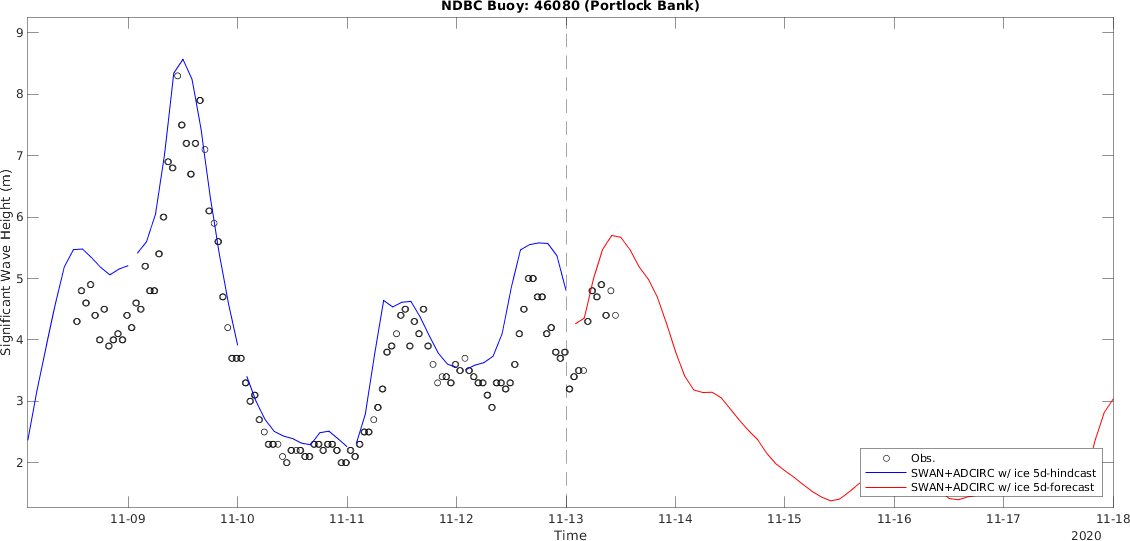 NDBC Buoy: 46080 (Portlock Bank)
9
8
7
6
5
4
3
2
Significant Wave Height (m)
Obs.
SWAN+ADCIRC w/ ice 5d-hindcast
SWAN+ADCIRC w/ ice 5d-forecast
11-09 11-10 11-11 11-12 11-13 11-14 11-15 11-16 11-17 11-18
Time
2020